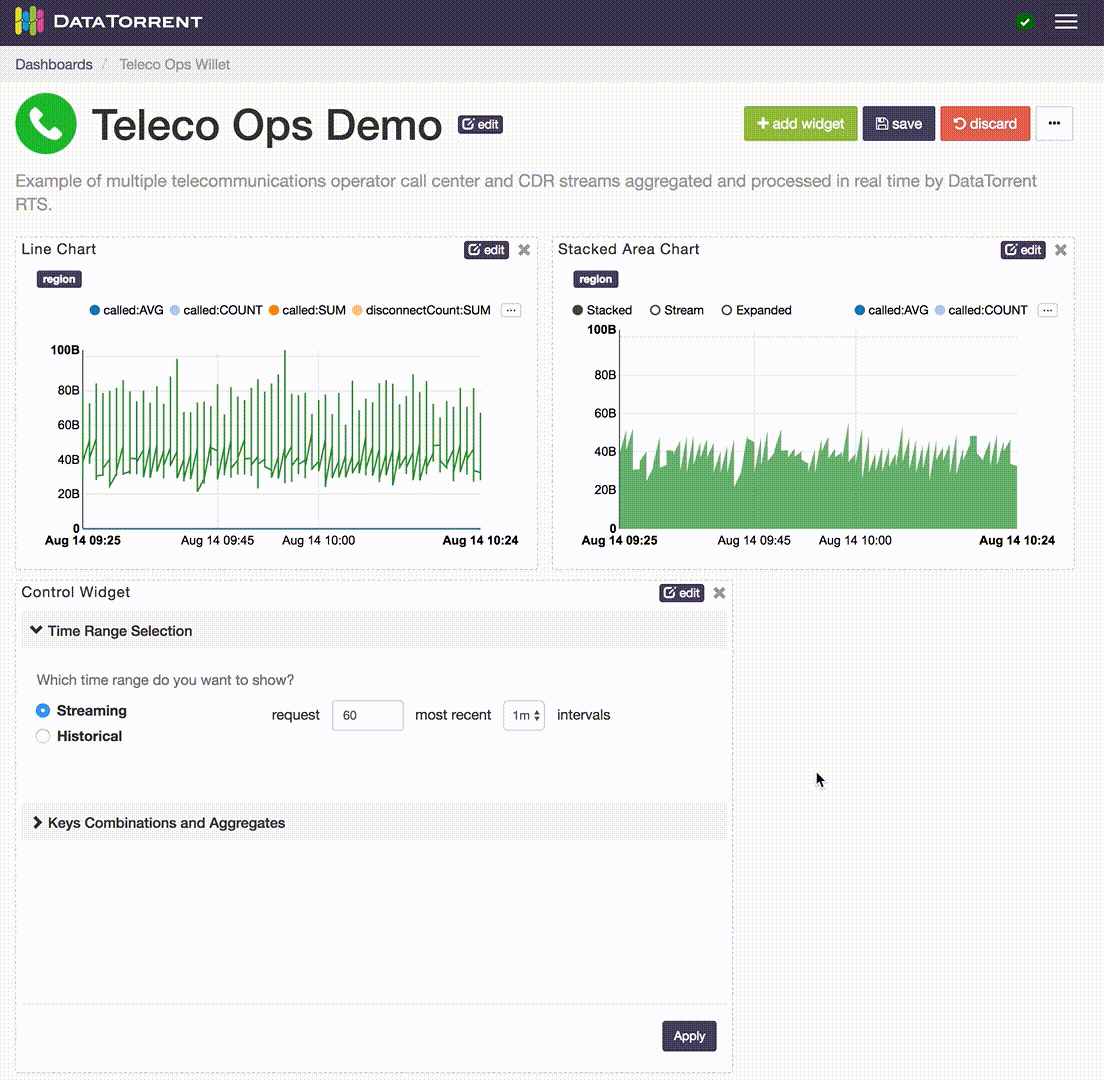 DATATORRENT
Dashboards / Teleco Ops Willet
Teleco Ops Demo edit + add widget save discard ...
Example of multiple telecommunications operator call center and CDR streams aggregated and processed in real time by DataTorrent
RTS.
Line Chart edit
region
called:AVG called:COUNT called:SUM disconnectCount:SUM ...
100B
80B
60B
40B
20B
0
Aug 14 09:25 Aug 14 09:45 Aug 14 10:00 Aug 14 10:24
Stacked Area Chart edit
region
Stacked Stream Expanded called:AVG called:COUNT ...
100B
80B
60B
40B
20B
0
Aug 14 09:25 Aug 14 09:45 Aug 14 10:00 Aug 14 10:24
Control Widget edit
Time Range Selection
Which time range do you want to show?
Streaming request 60 most recent 1m intervals
Historical
Keys Combinations and Aggregates
Apply